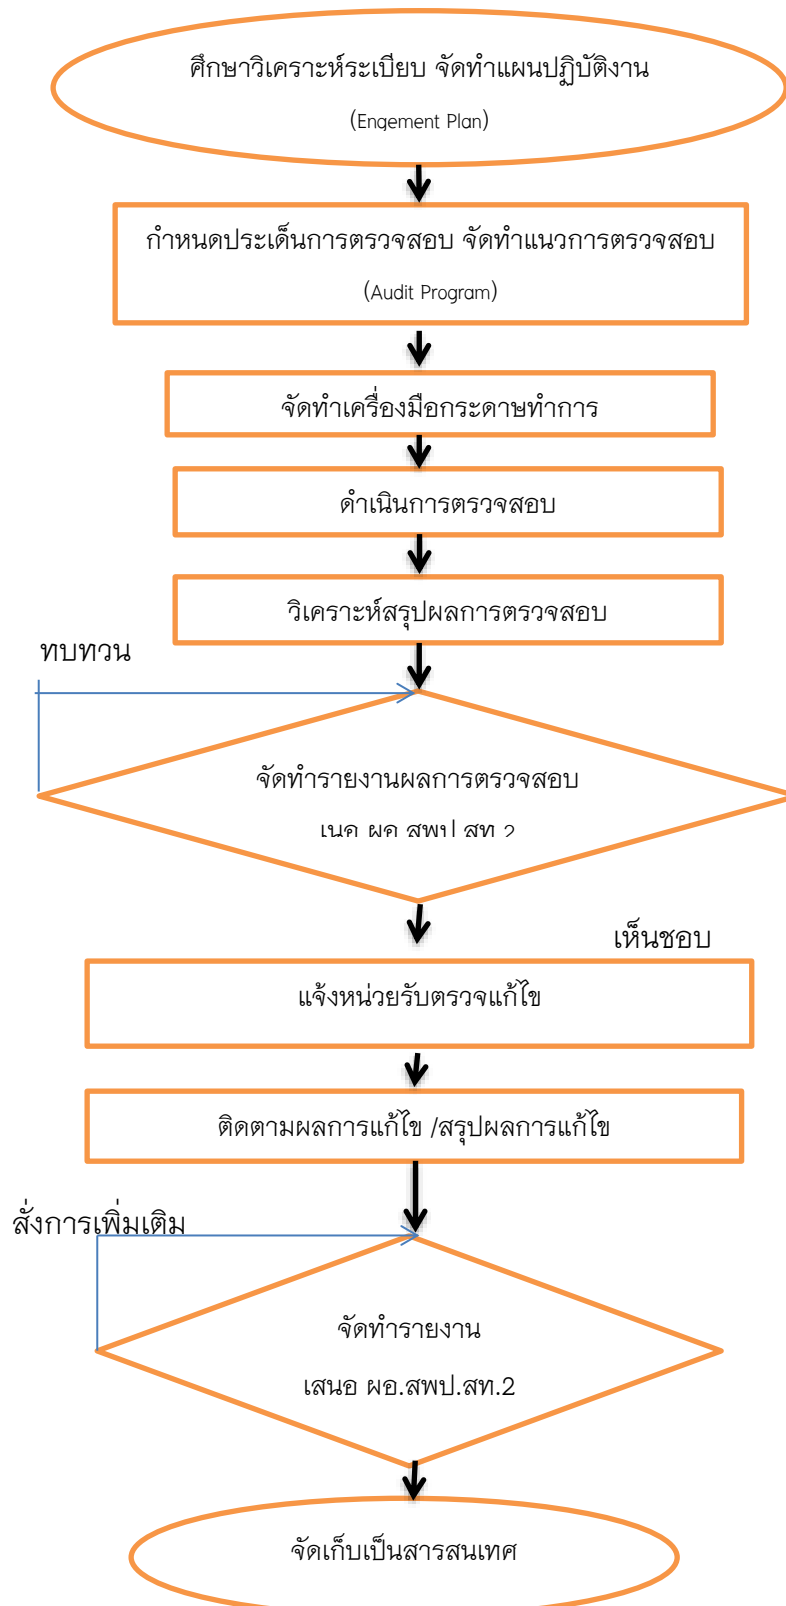 ศึกษาวิเคราะห์ระเบียบ จัดทำแผนปฏิบัติงาน
(Engement Plan)
กำหนดประเด็นการตรวจสอบ จัดทำแนวการตรวจสอบ
(Audit Program)
จัดทำเครื่องมือกระดาษทำการ
ดำเนินการตรวจสอบ
วิเคราะห์สรุปผลการตรวจสอบ
ทบทวน
จัดทำรายงานผลการตรวจสอบ
เห็นชอบ
แจ้งหน่วยรับตรวจแก้ไข
ติดตามผลการแก้ไข /สรุปผลการแก้ไข
สั่งการเพิ่มเติม
จัดทำรายงาน
เสนอ ผอ.สพป.สท.2
จัดเก็บเป็นสารสนเทศ